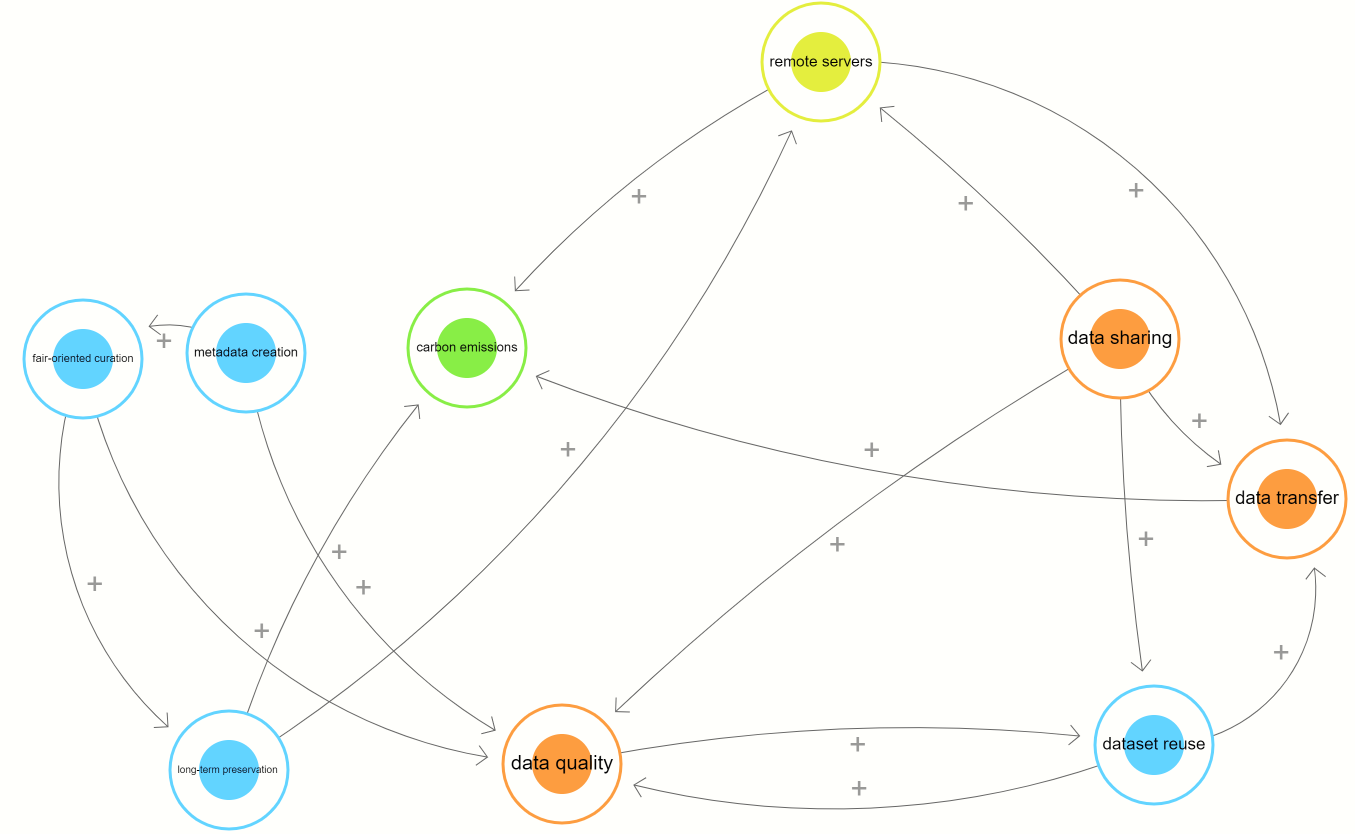 remote servers
+
+
+
data sharing
+
fair-oriented curation
metadata creation
carbon emissions
+
+
+
data transfer
+
+
+
+
+
+
+
+
long-term preservation
data quality
+
+
dataset reuse